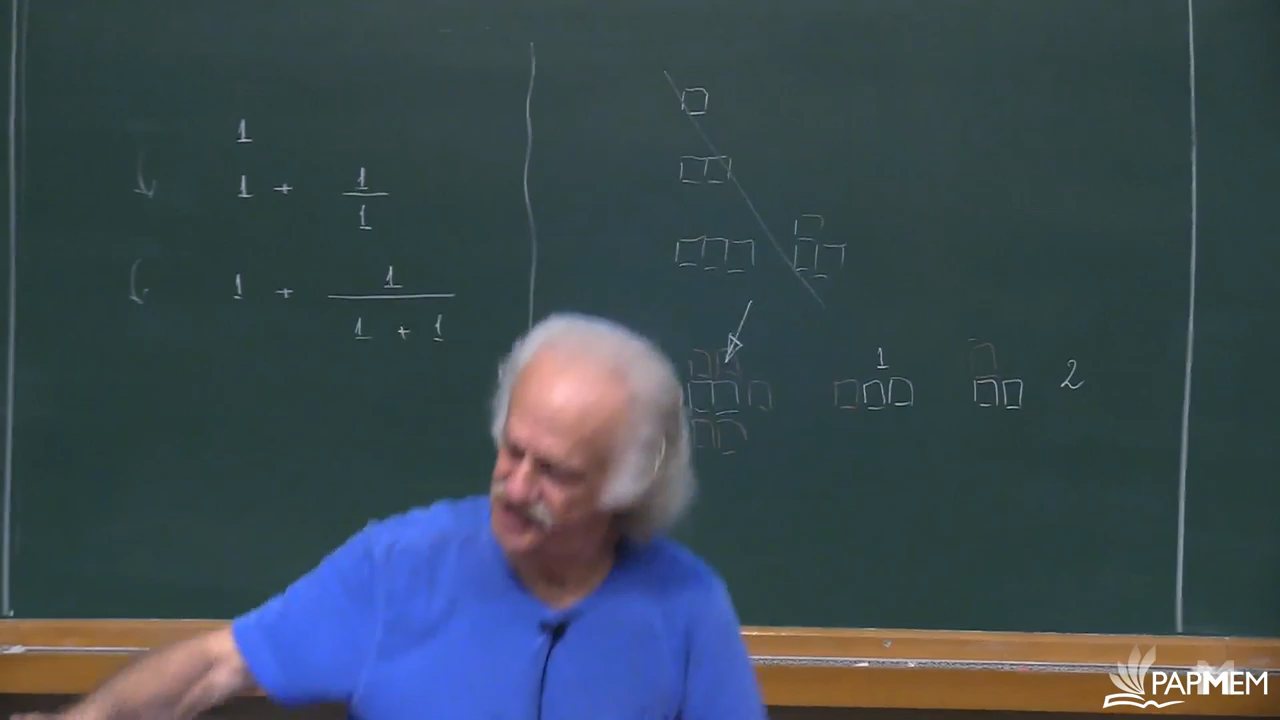 1
1 + 1/1
1 + 1/(1 + 1)
1
2
PAPMEM